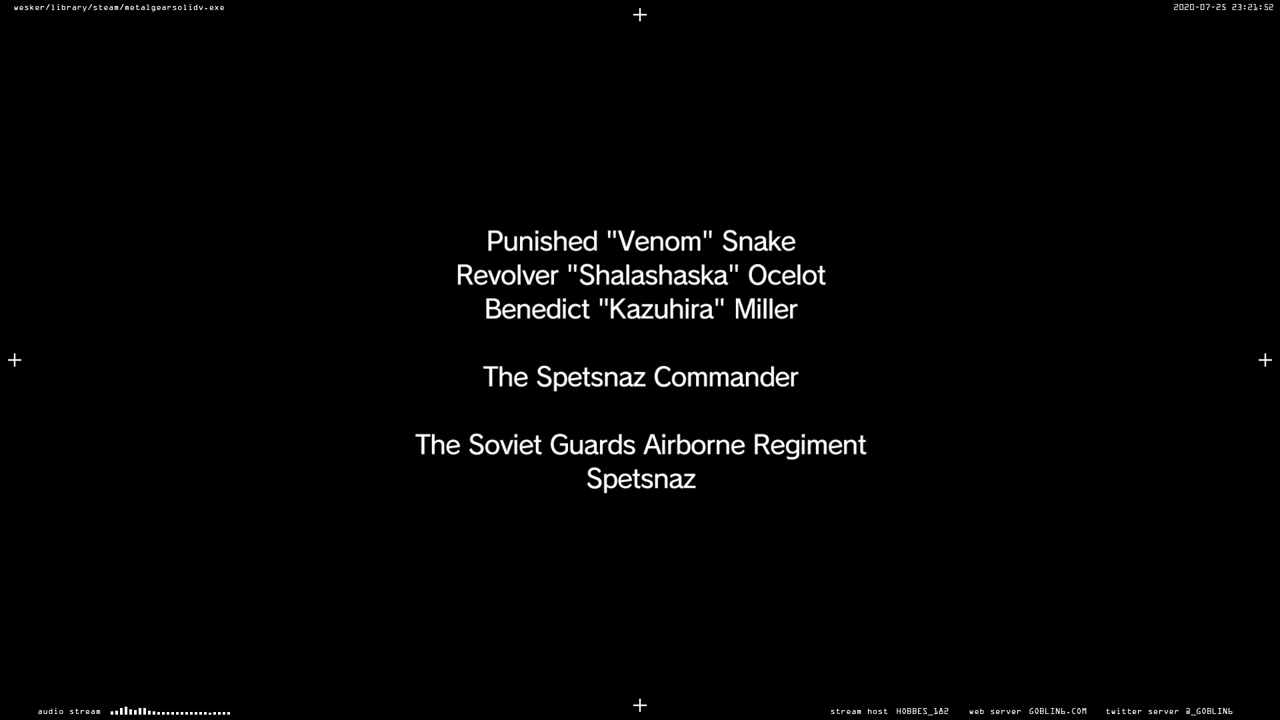 wesker/library/steam/metalgearsolidv.exe
2020-07-25 23:21:52
Punished "Venom" Snake
Revolver "Shalashaska" Ocelot
Benedict "Kazuhira" Miller
The Spetsnaz Commander
The Soviet Guards Airborne Regiment
Spetsnaz
audio stream
stream host HOBBES_182 web server GOBLIN6.COM twitter server @_GOBLIN6